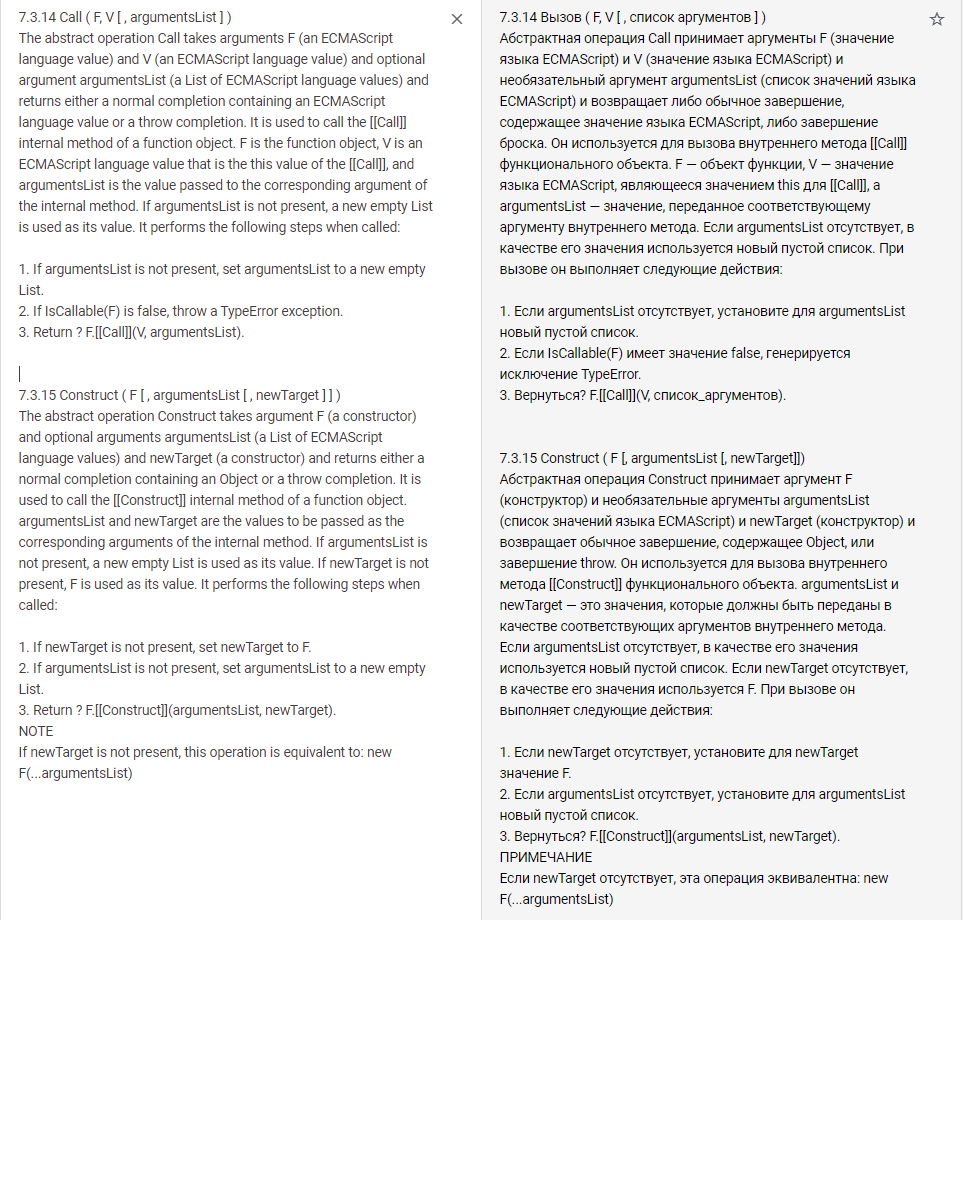 7.3.14 Call ( F, V [ , argumentsList ] )
The abstract operation Call takes arguments F (an ECMAScript
language value) and V (an ECMAScript language value) and optional
argument argumentsList (a List of ECMAScript language values) and
returns either a normal completion containing an ECMAScript
language value or a throw completion. It is used to call the [[Call]]
internal method of a function object. F is the function object, V is an
ECMAScript language value that is the this value of the [[Call]], and
argumentsList is the value passed to the corresponding argument of
the internal method. If argumentsList is not present, a new empty List
is used as its value. It performs the following steps when called:
1. If argumentsList is not present, set argumentsList to a new empty
List.
2. If IsCallable(F) is false, throw a TypeError exception.
3. Return ? F.[[Call]](V, argumentsList).
7.3.15 Construct ( F [ , argumentsList [ , newTarget ] ] )
The abstract operation Construct takes argument F (a constructor)
and optional arguments argumentsList (a List of ECMAScript
language values) and newTarget (a constructor) and returns either a
normal completion containing an Object or a throw completion. It is
used to call the [[Construct]] internal method of a function object.
argumentsList and newTarget are the values to be passed as the
corresponding arguments of the internal method. If argumentsList is
not present, a new empty List is used as its value. If newTarget is not
present, F is used as its value. It performs the following steps when
called:
1. If newTarget is not present, set newTarget to F.
2. If argumentsList is not present, set argumentsList to a new empty
List.
3. Return ? F.[[Construct]](argumentsList, newTarget).
NOTE
If newTarget is not present, this operation is equivalent to: new
F(...argumentsList)
7.3.14 Вызов ( F, V [ , список аргументов ] )
Абстрактная операция Call принимает аргументы F (значение
языка ECMAScript) и V (значение языка ECMAScript) и
необязательный аргумент argumentsList (список значений языка
ECMAScript) и возвращает либо обычное завершение,
содержащее значение языка ECMAScript, либо завершение
броска. Он используется для вызова внутреннего метода [[Call]]
функционального объекта. F — объект функции, V — значение
языка ECMAScript, являющееся значением this для [[Call]], а
argumentsList — значение, переданное соответствующему
аргументу внутреннего метода. Если argumentsList отсутствует, в
качестве его значения используется новый пустой список. При
вызове он выполняет следующие действия:
1. Если argumentsList отсутствует, установите для argumentsList
новый пустой список.
2. Если IsCallable(F) имеет значение false, генерируется
исключение TypeError.
3. Вернуться? F.[[Call]](V, список_аргументов).
7.3.15 Construct ( F [, argumentsList [, newTarget]])
Абстрактная операция Construct принимает аргумент F
(конструктор) и необязательные аргументы argumentsList
(список значений языка ECMAScript) и newTarget (конструктор) и
возвращает обычное завершение, содержащее Object, или
завершение throw. Он используется для вызова внутреннего
метода [[Construct]] функционального объекта. argumentsList и
newTarget — это значения, которые должны быть переданы в
качестве соответствующих аргументов внутреннего метода.
Если argumentsList отсутствует, в качестве его значения
используется новый пустой список. Если newTarget отсутствует,
в качестве его значения используется F. При вызове он
выполняет следующие действия:
1. Если newTarget отсутствует, установите для newTarget
значение F.
2. Если argumentsList отсутствует, установите для argumentsList
новый пустой список.
3. Вернуться? F.[[Construct]](argumentsList, newTarget).
ПРИМЕЧАНИЕ
Если newTarget отсутствует, эта операция эквивалентна: new
F(...argumentsList)